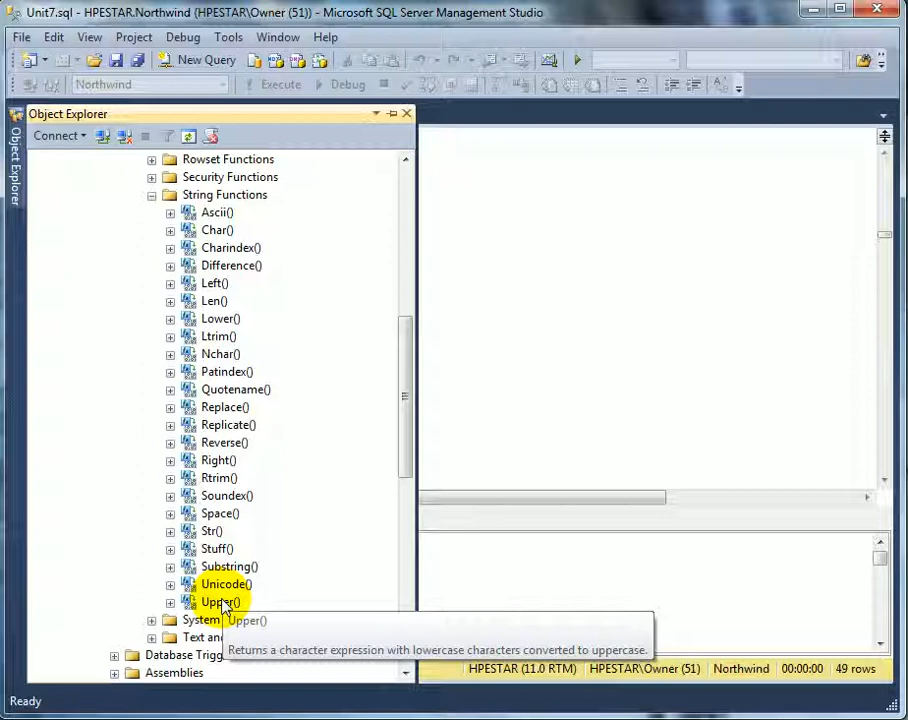 Unit7.sql - HPESTAR.Northwind (HPESTAR\Owner (51)) - Microsoft SQL Server Management Studio
File Edit View Project Debug Tools Window Help
New Query
Northwind Execute Debug
Object Explorer
Object Explorer
Connect
Rowset Functions
Security Functions
String Functions
Ascii()
Char()
Charindex()
Difference()
Left()
Len()
Lower()
Ltrim()
Nchar()
Patindex()
Quotename()
Replace()
Replicate()
Reverse()
Right()
Rtrim()
Soundex()
Space()
Str()
Stuff()
Substring()
Unicode()
Upper()
System
Upper()
Text and
Returns a character expression with lowercase characters converted to uppercase.
Database Trigg
Assemblies
HPESTAR (11.0 RTM) HPESTAR\Owner (51) Northwind 00:00:00 49 rows
Ready